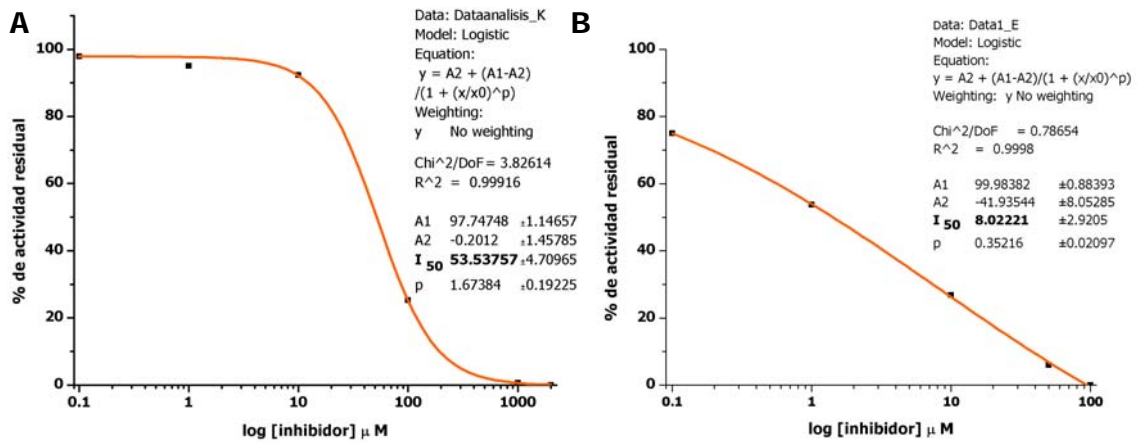 A
Data: Dataanalisis_K
Model: Logistic
Equation:
y = A2 + (A1-A2)
/(1 + (x/x0)^p)
Weighting:
y No weighting
Chi^2/DoF = 3.82614
R^2 = 0.99916
A1 97.74748 ±1.14657
A2 -0.2012 ±1.45785
I 50 53.53757 ±4.70965
p 1.67384 ±0.19225
% de actividad residual
100
80
60
40
20
0
0.1 1 10 100 1000
log [inhibidor] μ M
B
Data: Data1_E
Model: Logistic
Equation:
y = A2 + (A1-A2)/(1 + (x/x0)^p)
Weighting: y No weighting
Chi^2/DoF = 0.78654
R^2 = 0.9998
A1 99.98382 ±0.88393
A2 -41.93544 ±8.05285
I 50 8.02221 ±2.9205
p 0.35216 ±0.02097
% de actividad residual
100
80
60
40
20
0
0.1 1 10 100
log [inhibidor] μ M